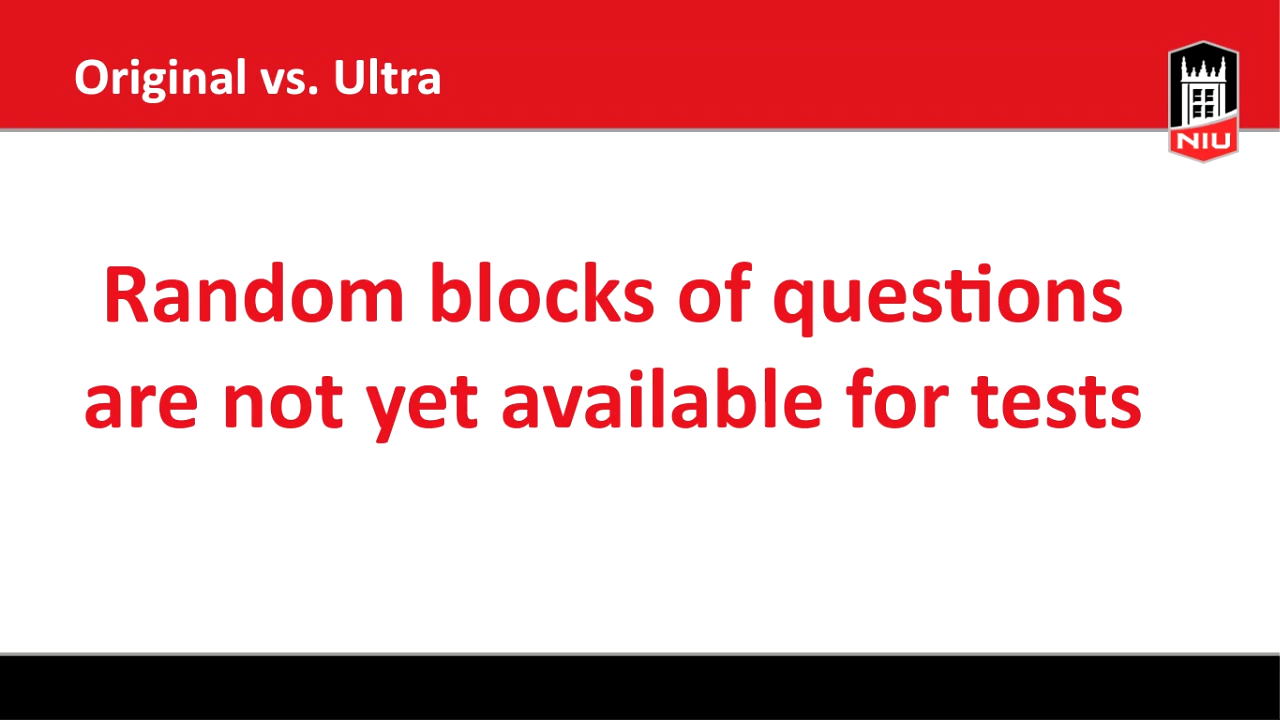 Original vs. Ultra
NIU
Random blocks of questions
are not yet available for tests